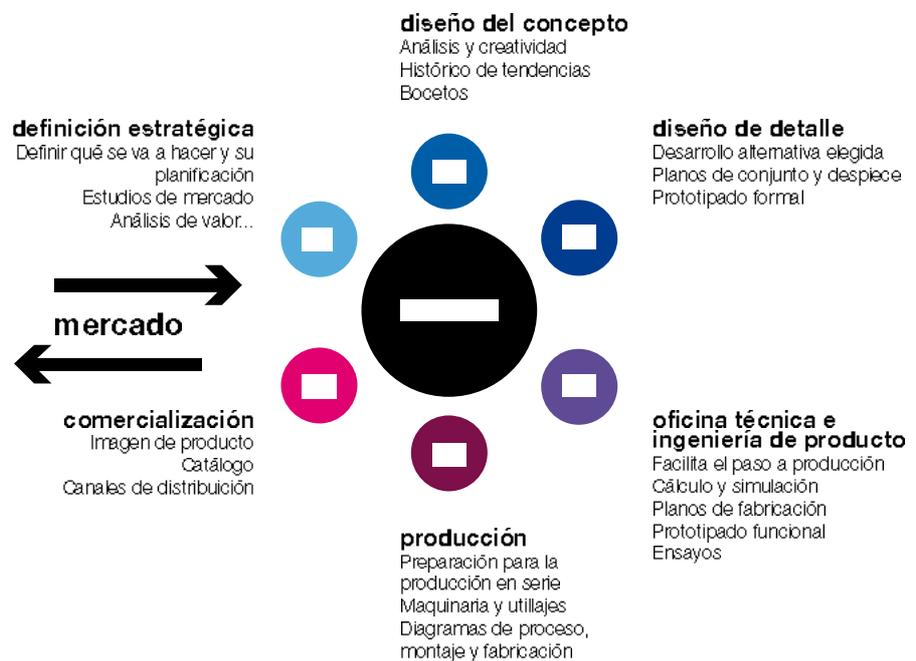 diseño del concepto
Análisis y creatividad
Histórico de tendencias
Bocetos
definición estratégica
Definir qué se va a hacer y su
planificación
Estudios de mercado
Análisis de valor...
diseño de detalle
Desarrollo alternativa elegida
Planos de conjunto y despiece
Prototipado formal
mercado
comercialización
Imagen de producto
Catálogo
Canales de distribuición
oficina técnica e
ingeniería de producto
Facilita el paso a producción
Cálculo y simulación
Planos de fabricación
Prototipado funcional
Ensayos
producción
Preparación para la
producción en serie
Maquinaria y utillajes
Diagramas de proceso,
montaje y fabricación